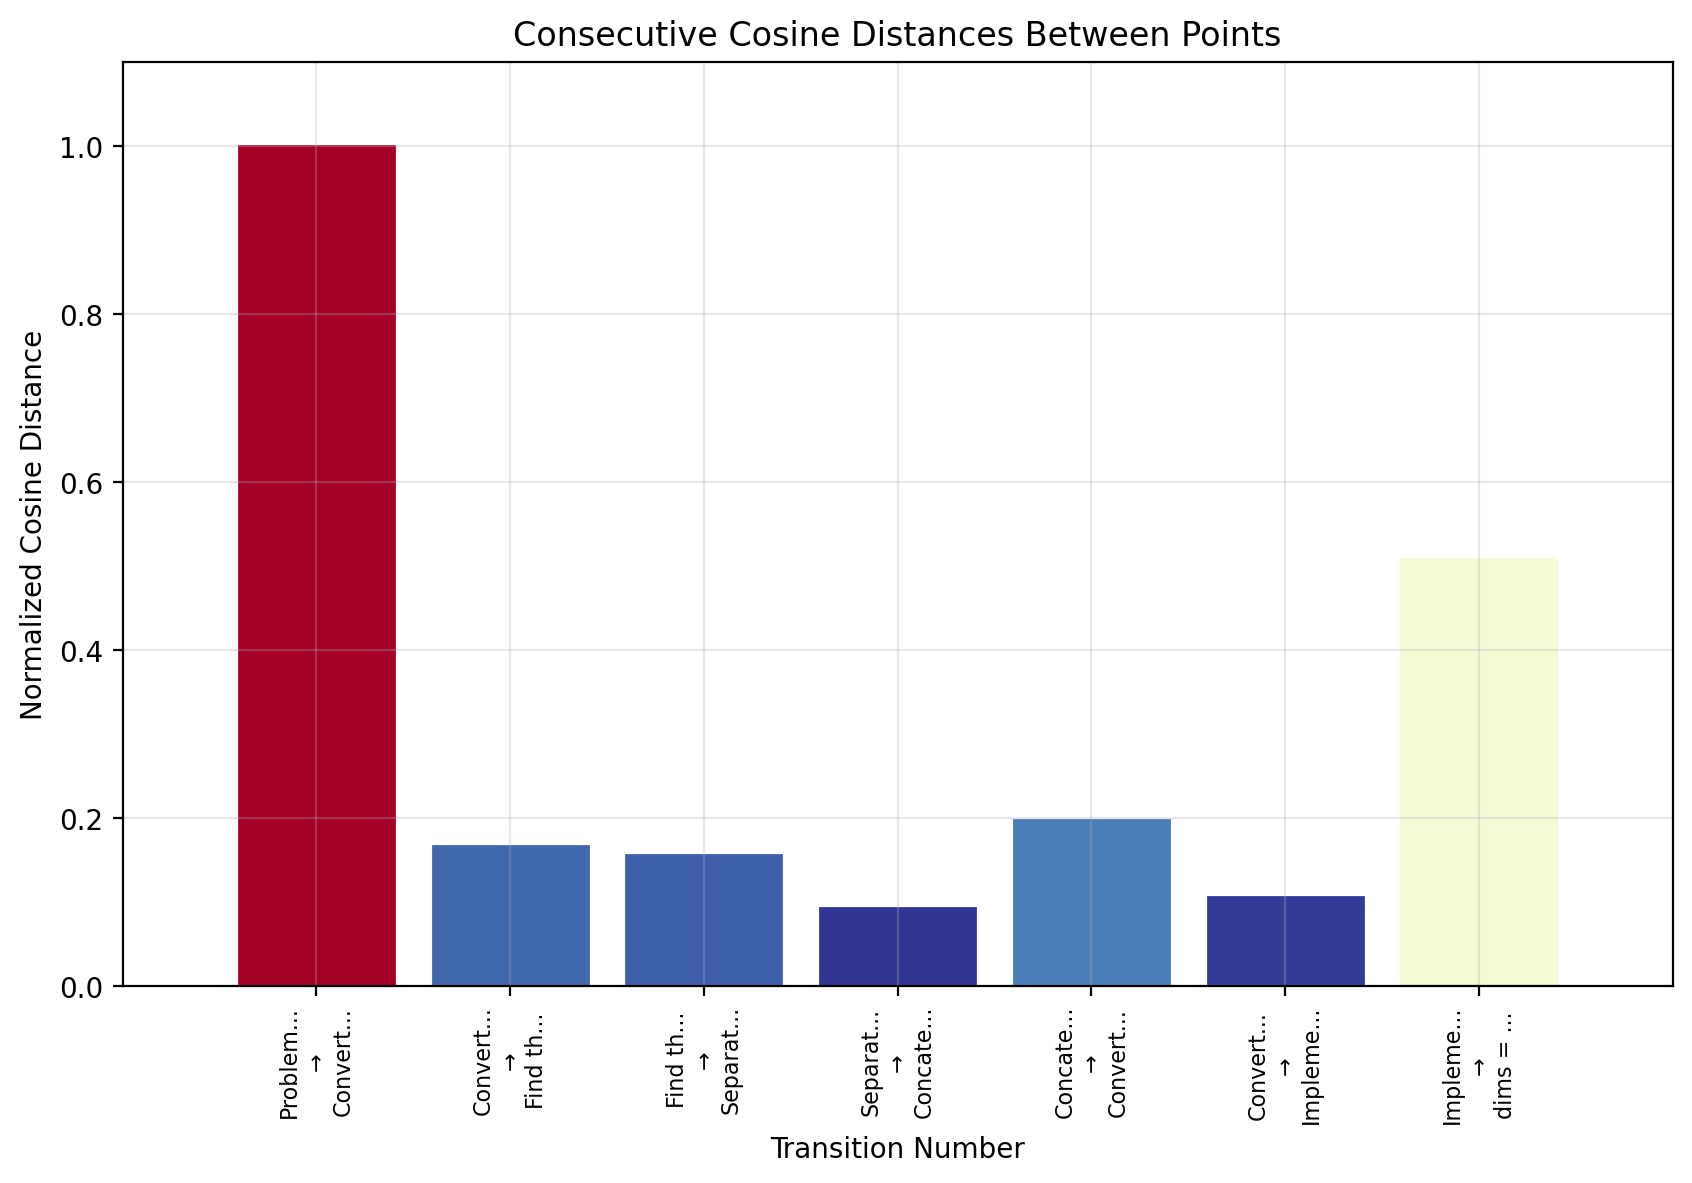 Consecutive Cosine Distances Between Points
Normalized Cosine Distance
1.0
0.8
0.6
0.4
0.2
0.0
Problem...
→
Convert...
Convert...
→
Find th...
Find th...
→
Separat...
Separat...
→
Concate...
Concate...
→
Convert...
Convert...
→
Impleme...
Impleme...
→
dims = ...
Transition Number